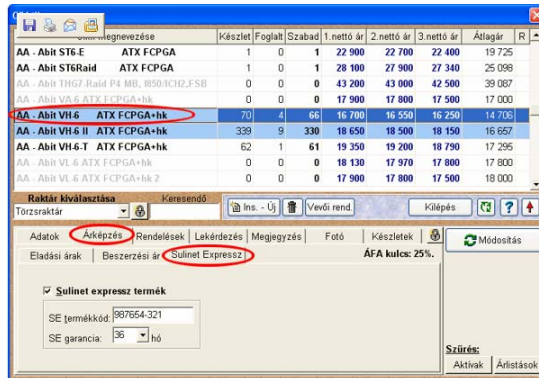 megnevezése Készlet Foglalt Szabad 1.nettó ár 2.nettó ár 3.nettó ár Átlagár R
AA - Abit ST6-E ATX FCPGA 1 0 1 22 900 22 700 22 400 19 725
AA - Abit ST6Raid ATX FCPGA 1 0 1 28 100 27 900 27 340 25 098
AA - Abit THG7-Raid P4 MB, I850/ICH2,FSB 0 0 0 43 200 43 000 42 500 39 087
AA - Abit VA-6 ATX FCPGA+hk 0 0 0 17 900 17 800 17 500 17 000
AA - Abit VH-6 ATX FCPGA+hk 70 4 66 16 700 16 550 16 250 14 706
AA - Abit VH-6 II ATX FCPGA+hk 339 9 330 18 650 18 500 18 150 16 657
AA - Abit VH-6-T ATX FCPGA+hk 62 1 61 19 350 19 200 18 790 17 295
AA - Abit VL-6 ATX FCPGA+hk 0 0 0 18 130 17 970 17 800 17 800
AA - Abit VL-6 ATX FCPGA+hk 2 0 0 0 17 900 17 800 17 500 18 000
Raktár kiválasztása Keresendő
Törzsraktár Ins. - Új Vevői rend. Kilépés ?
Adatok Árképzés Rendelések Lekérdezés Megjegyzés Fotó Készletek Módosítás
Eladási árak Beszerzési ár Sulinet Expressz ÁFA kulcs: 25%.
Sulinet expressz termék
SE termékkód: 987654-321
SE garancia: 36 hó
Szűrés:
Aktívak Árlistások